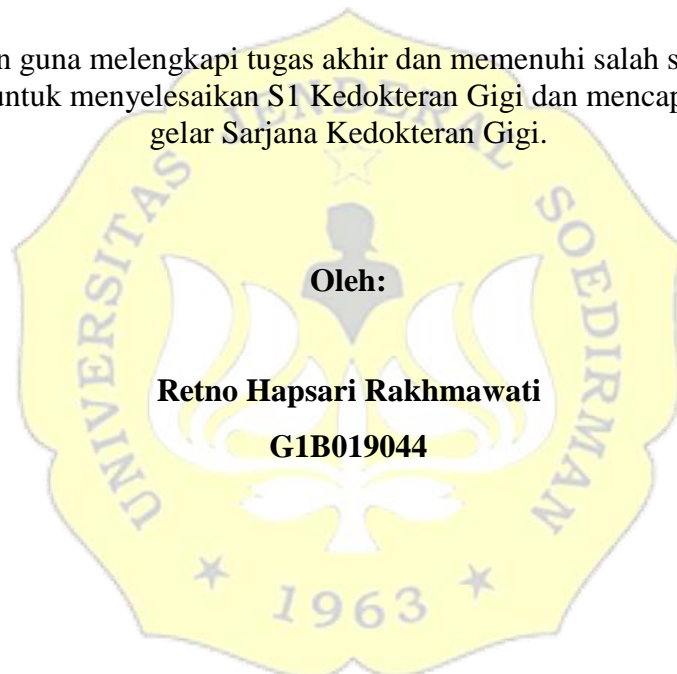 n guna melengkapi tugas akhir dan memenuhi salah s
untuk menyelesaikan S1 Kedokteran Gigi dan mencap
gelar Sarjana Kedokteran Gigi.
UNIVERSITAS JENDERAL SOEDIRMAN
Oleh:
Retno Hapsari Rakhmawati
G1B019044
1963